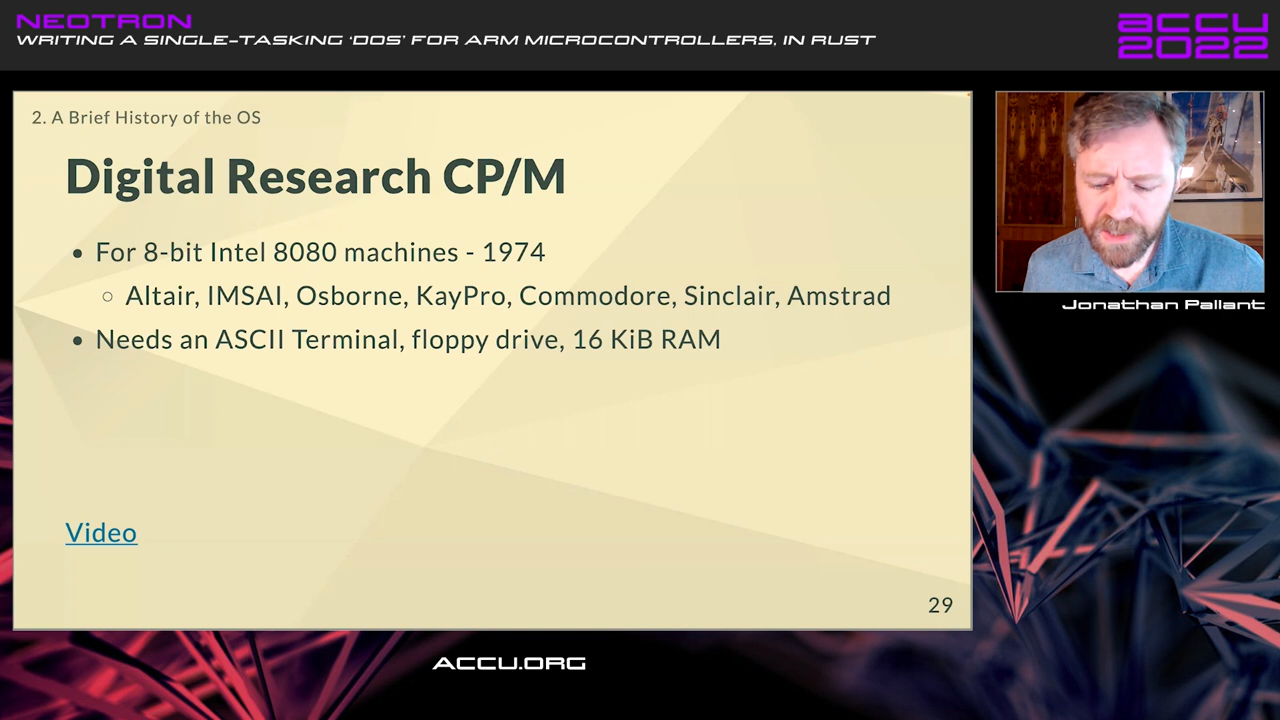 NEOTRON
WRITING A SINGLE-TASKING 'DOS' FOR ARM MICROCONTROLLERS, IN RUST
accu
2022
2. A Brief History of the OS
Digital Research CP/M
• For 8-bit Intel 8080 machines - 1974
○ Altair, IMSAI, Osborne, KayPro, Commodore, Sinclair, Amstrad
• Needs an ASCII Terminal, floppy drive, 16 KiB RAM
Video
29
Jonathan Pallant
ACCU.ORG